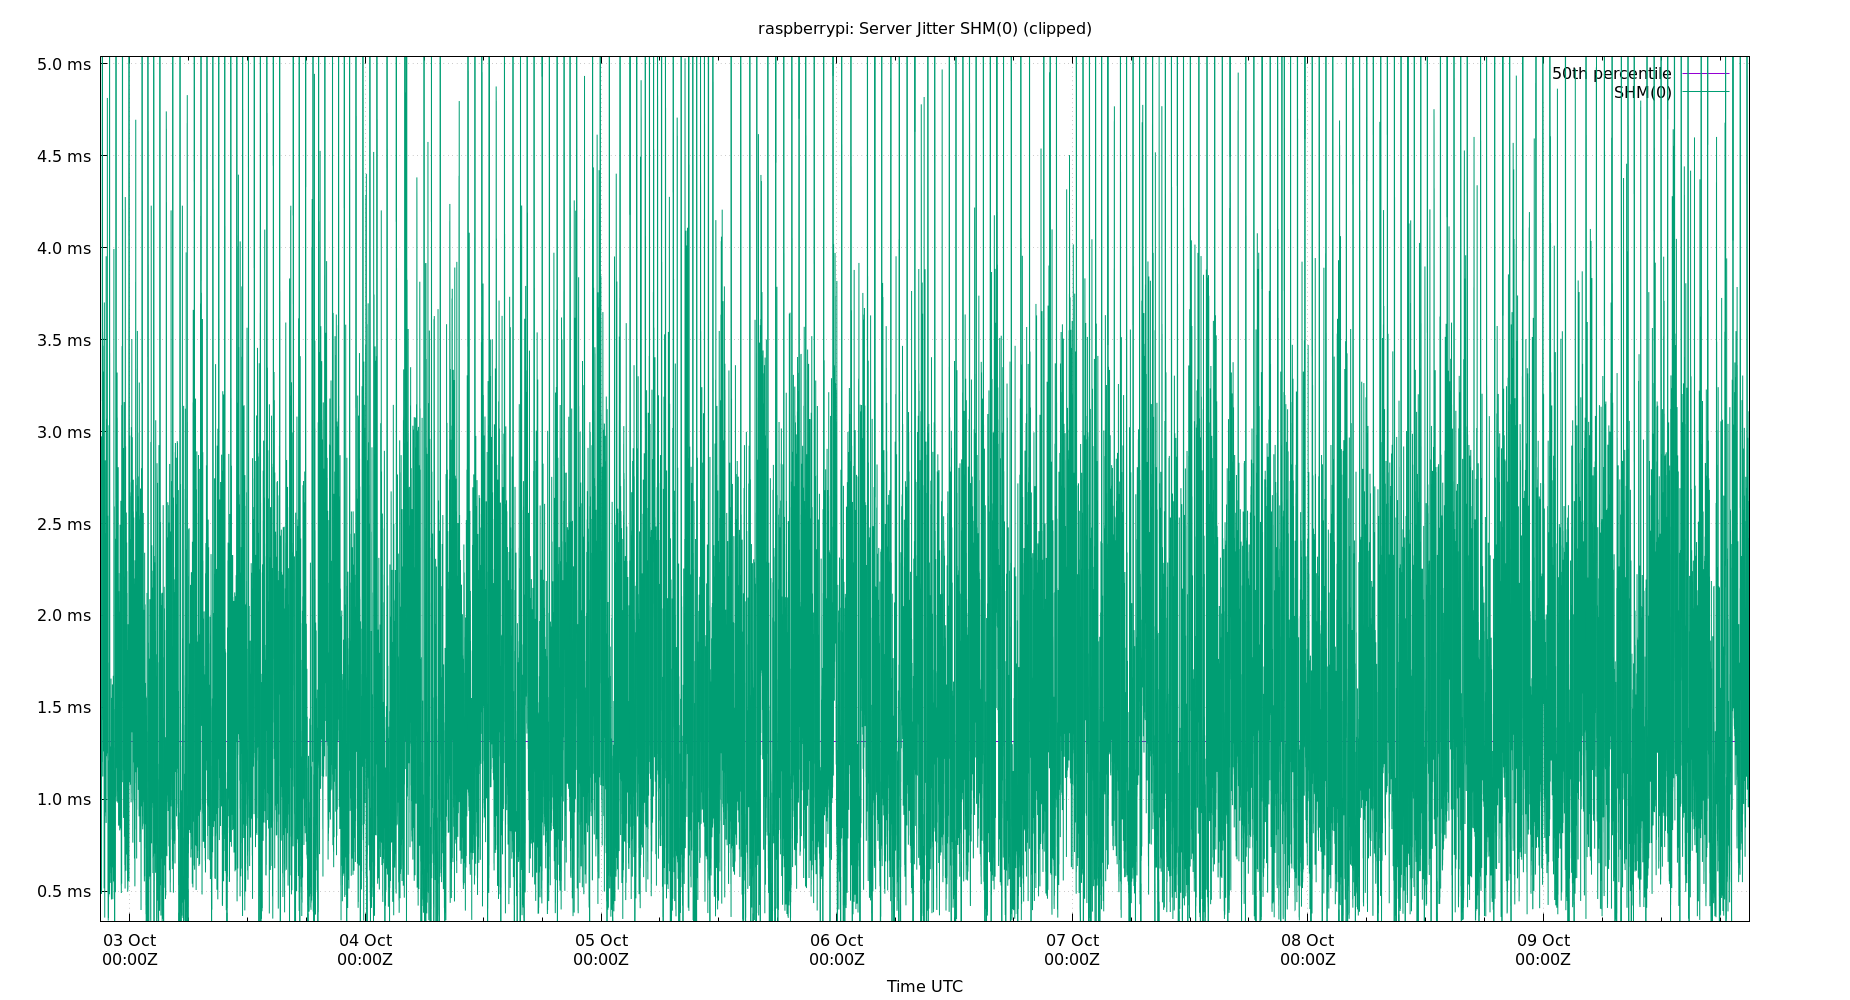 raspberrypi: Server Jitter SHM(0) (clipped)
5.0 ms
4.5 ms
4.0 ms
3.5 ms
3.0 ms
2.5 ms
2.0 ms
1.5 ms
1.0 ms
0.5 ms
50th percentile
SHM(0)
03 Oct 04 Oct 05 Oct 06 Oct 07 Oct 08 Oct 09 Oct
00:00Z 00:00Z 00:00Z 00:00Z 00:00Z 00:00Z 00:00Z
Time UTC